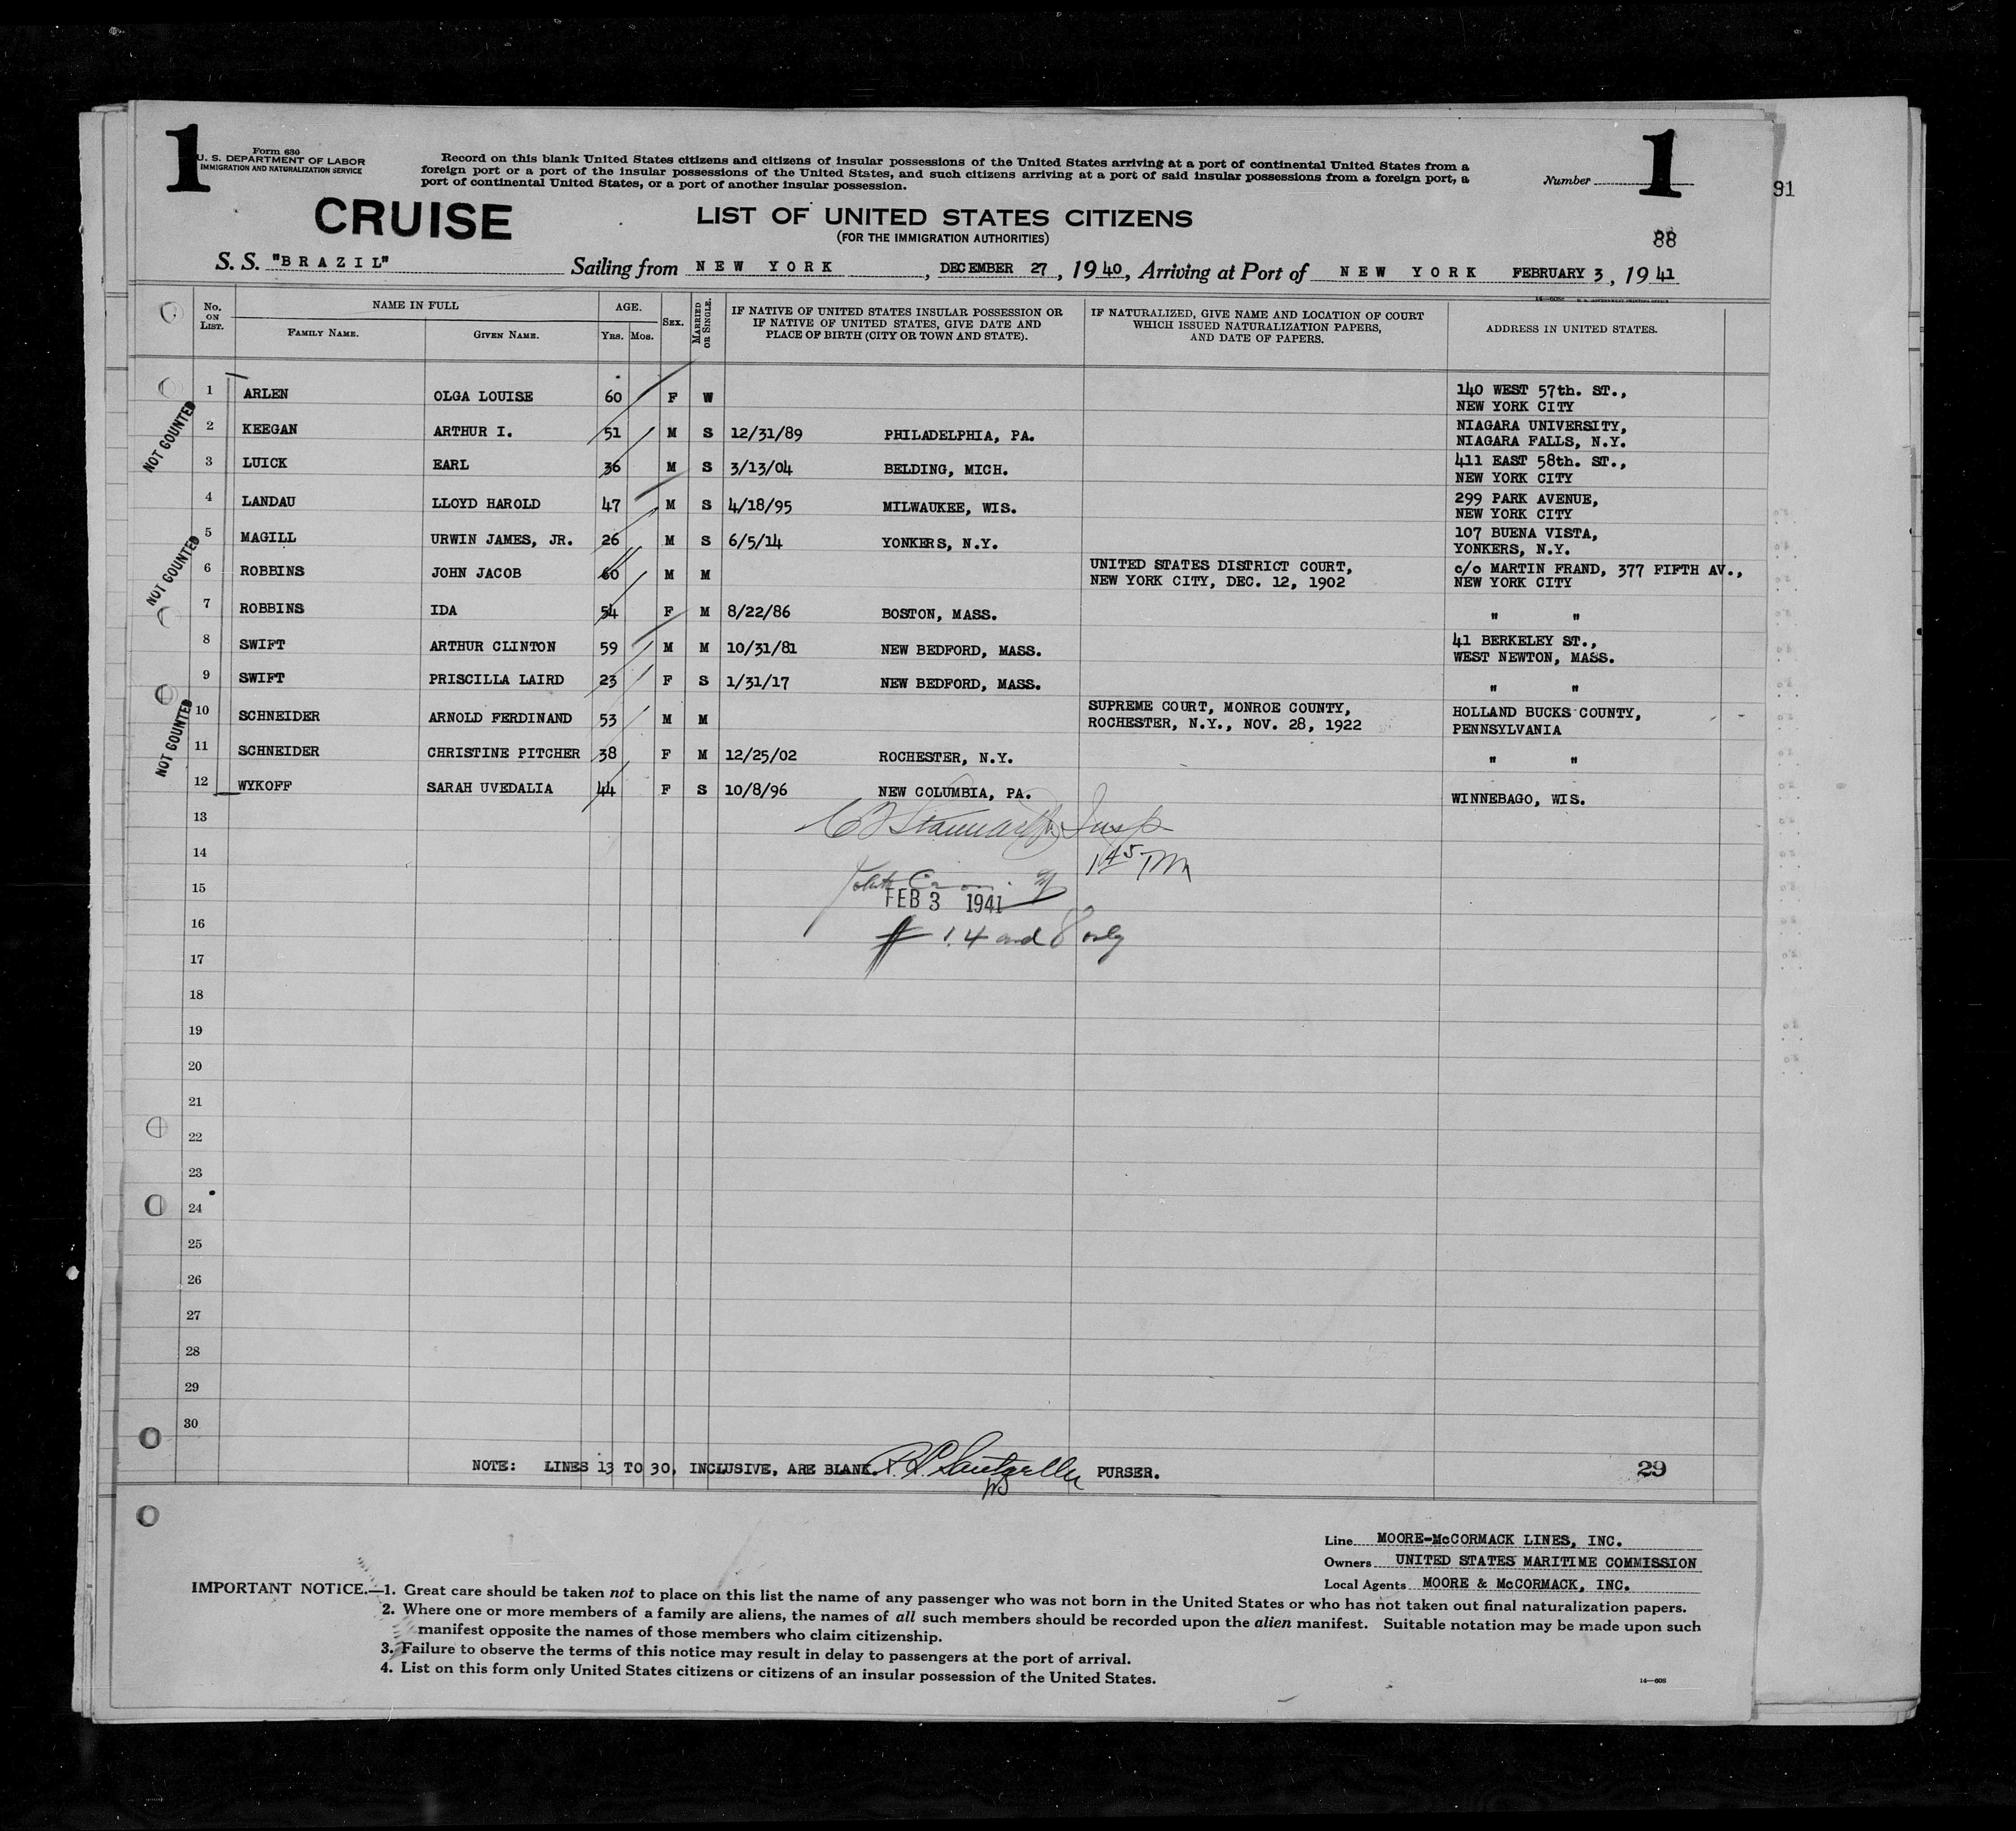 1
Form 630
U. S. DEPARTMENT OF LABOR
IMMIGRATION AND NATURALIZATION SERVICE
Record on this blank United States citizens and citizens of insular possessions of the United States arriving at a port of continental United States from a
foreign port or a port of the insular possessions of the United States, and such citizens arriving at a port of said insular possessions from a foreign port, a
port of continental United States, or a port of another insular possession.
Number 1
91
CRUISE
LIST OF UNITED STATES CITIZENS
(FOR THE IMMIGRATION AUTHORITIES)
88
S. S. "BRAZIL" Sailing from NEW YORK, DECEMBER 27, 1940, Arriving at Port of NEW YORK FEBRUARY 3, 1941
No. ON LIST. NAME IN FULL AGE. SEX. MARRIED OR SINGLE. IF NATIVE OF UNITED STATES INSULAR POSSESSION OR IF NATIVE OF UNITED STATES, GIVE DATE AND PLACE OF BIRTH (CITY OR TOWN AND STATE). IF NATURALIZED, GIVE NAME AND LOCATION OF COURT WHICH ISSUED NATURALIZATION PAPERS, AND DATE OF PAPERS. ADDRESS IN UNITED STATES.
FAMILY NAME. GIVEN NAME. YRS. MOS.
1 ARLEN OLGA LOUISE 60 F W 140 WEST 57th. ST.,
NEW YORK CITY
2 KEEGAN ARTHUR I. 51 M S 12/31/89 PHILADELPHIA, PA. NIAGARA UNIVERSITY,
NIAGARA FALLS, N.Y.
3 LUICK EARL 36 M S 3/13/04 BELDING, MICH. 411 EAST 58th. ST.,
NEW YORK CITY
4 LANDAU LLOYD HAROLD 47 M S 4/18/95 MILWAUKEE, WIS. 299 PARK AVENUE,
NEW YORK CITY
5 MAGILL URWIN JAMES, JR. 26 M S 6/5/14 YONKERS, N.Y. 107 BUENA VISTA,
YONKERS, N.Y.
6 ROBBINS JOHN JACOB 60 M M UNITED STATES DISTRICT COURT, c/o MARTIN FRAND, 377 FIFTH AV.,
NEW YORK CITY, DEC. 12, 1902 NEW YORK CITY
7 ROBBINS IDA 54 F M 8/22/86 BOSTON, MASS. " "
8 SWIFT ARTHUR CLINTON 59 M M 10/31/81 NEW BEDFORD, MASS. 41 BERKELEY ST.,
WEST NEWTON, MASS.
9 SWIFT PRISCILLA LAIRD 23 F S 1/31/17 NEW BEDFORD, MASS. " "
10 SCHNEIDER ARNOLD FERDINAND 53 M M SUPREME COURT, MONROE COUNTY, HOLLAND BUCKS COUNTY,
ROCHESTER, N.Y., NOV. 28, 1922 PENNSYLVANIA
11 SCHNEIDER CHRISTINE PITCHER 38 F M 12/25/02 ROCHESTER, N.Y. " "
12 WYKOFF SARAH UVEDALIA 44 F S 10/8/96 NEW COLUMBIA, PA. WINNEBAGO, WIS.
NOT COUNTED
NOT COUNTED
NOT COUNTED
13
Insp
14
15
FEB 3 1941
16
# 1.4 and 8 only
17
18
19
20
21
22
23
24
25
26
27
28
29
30
NOTE: LINES 13 TO 30, INCLUSIVE, ARE BLANK. PURSER.
29
Line MOORE-McCORMACK LINES, INC.
Owners UNITED STATES MARITIME COMMISSION
Local Agents MOORE & McCORMACK, INC.
IMPORTANT NOTICE.—1. Great care should be taken not to place on this list the name of any passenger who was not born in the United States or who has not taken out final naturalization papers.
2. Where one or more members of a family are aliens, the names of all such members should be recorded upon the alien manifest. Suitable notation may be made upon such
manifest opposite the names of those members who claim citizenship.
3. Failure to observe the terms of this notice may result in delay to passengers at the port of arrival.
4. List on this form only United States citizens or citizens of an insular possession of the United States.
14—608